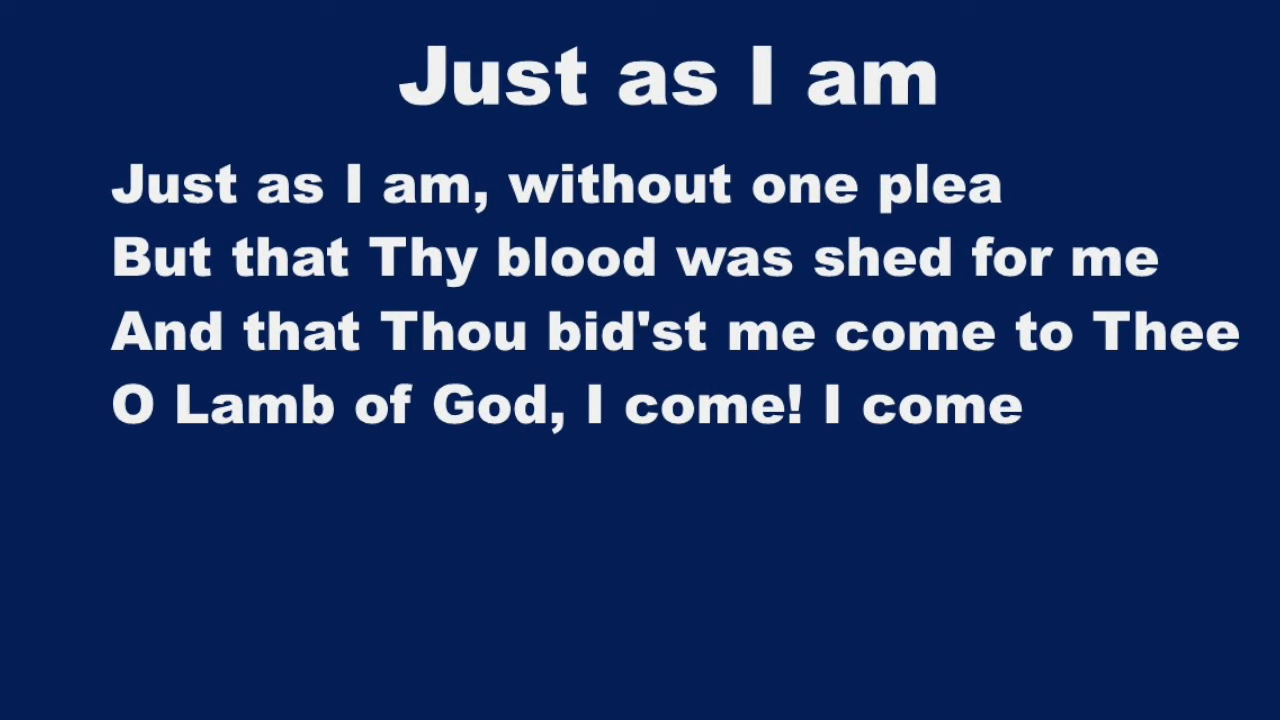 Just as I am
Just as I am, without one plea
But that Thy blood was shed for me
And that Thou bid'st me come to Thee
O Lamb of God, I come! I come